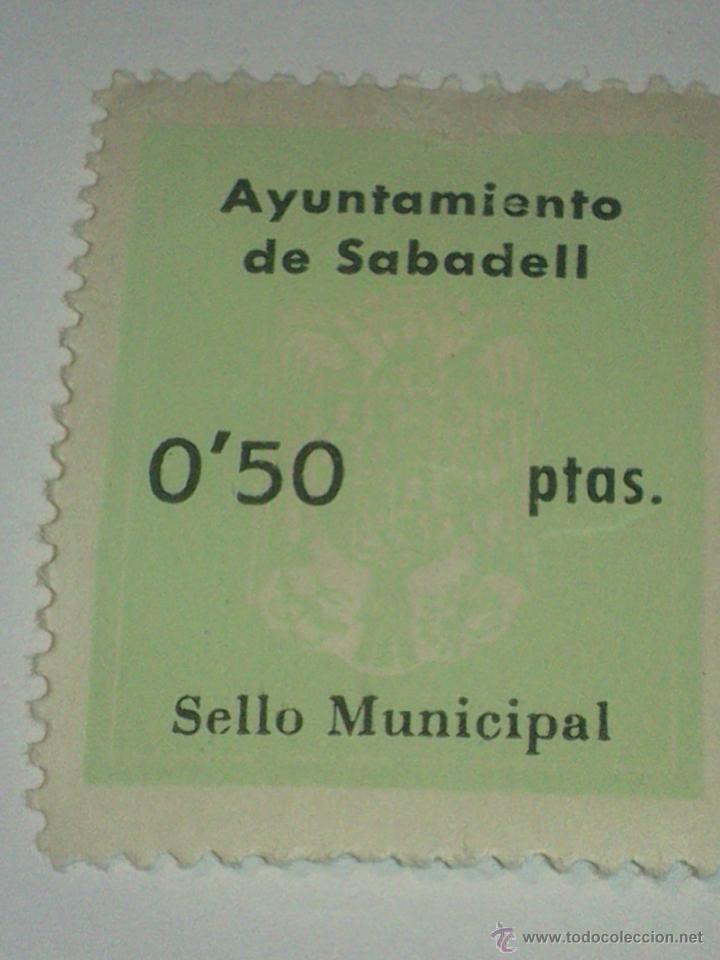 Ayuntamiento
de Sabadell
0'50 ptas.
Sello Municipal
© www.todocoleccion.net